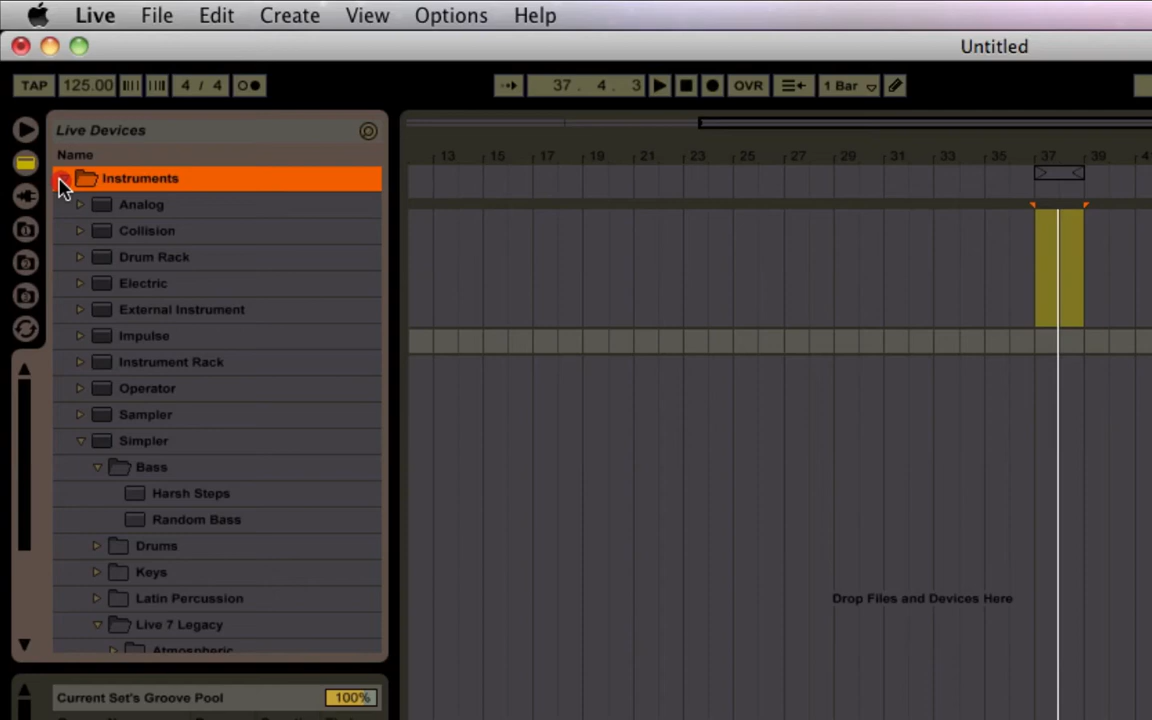 Live File Edit Create View Options Help
Untitled
TAP 125.00 4 / 4 37 . 4 . 3 OVR 1 Bar
Live Devices
Name
13 15 17 19 21 23 25 27 29 31 33 35 37 39
Instruments
Analog
Collision
Drum Rack
Electric
External Instrument
Impulse
Instrument Rack
Operator
Sampler
Simpler
Bass
Harsh Steps
Random Bass
Drums
Keys
Latin Percussion
Drop Files and Devices Here
Live 7 Legacy
Atmospheric
Current Set's Groove Pool 100%